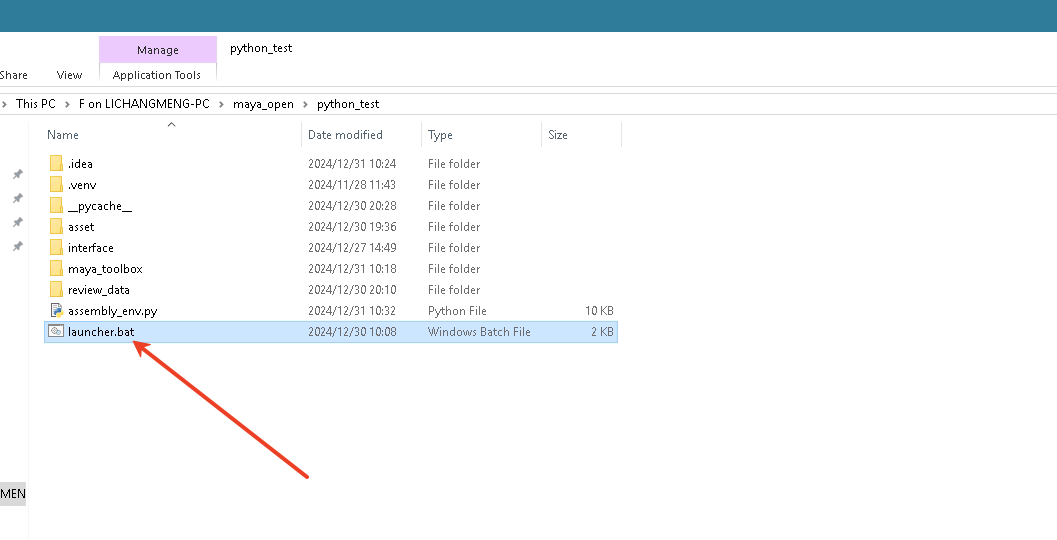 Manage python_test
Share View Application Tools
This PC > F on LICHANGMENG-PC > maya_open > python_test
Name Date modified Type Size
.idea 2024/12/31 10:24 File folder
.venv 2024/11/28 11:43 File folder
__pycache__ 2024/12/30 20:28 File folder
asset 2024/12/30 19:36 File folder
interface 2024/12/27 14:49 File folder
maya_toolbox 2024/12/31 10:18 File folder
review_data 2024/12/30 20:10 File folder
assembly_env.py 2024/12/31 10:32 Python File 10 KB
launcher.bat 2024/12/30 10:08 Windows Batch File 2 KB
MEN